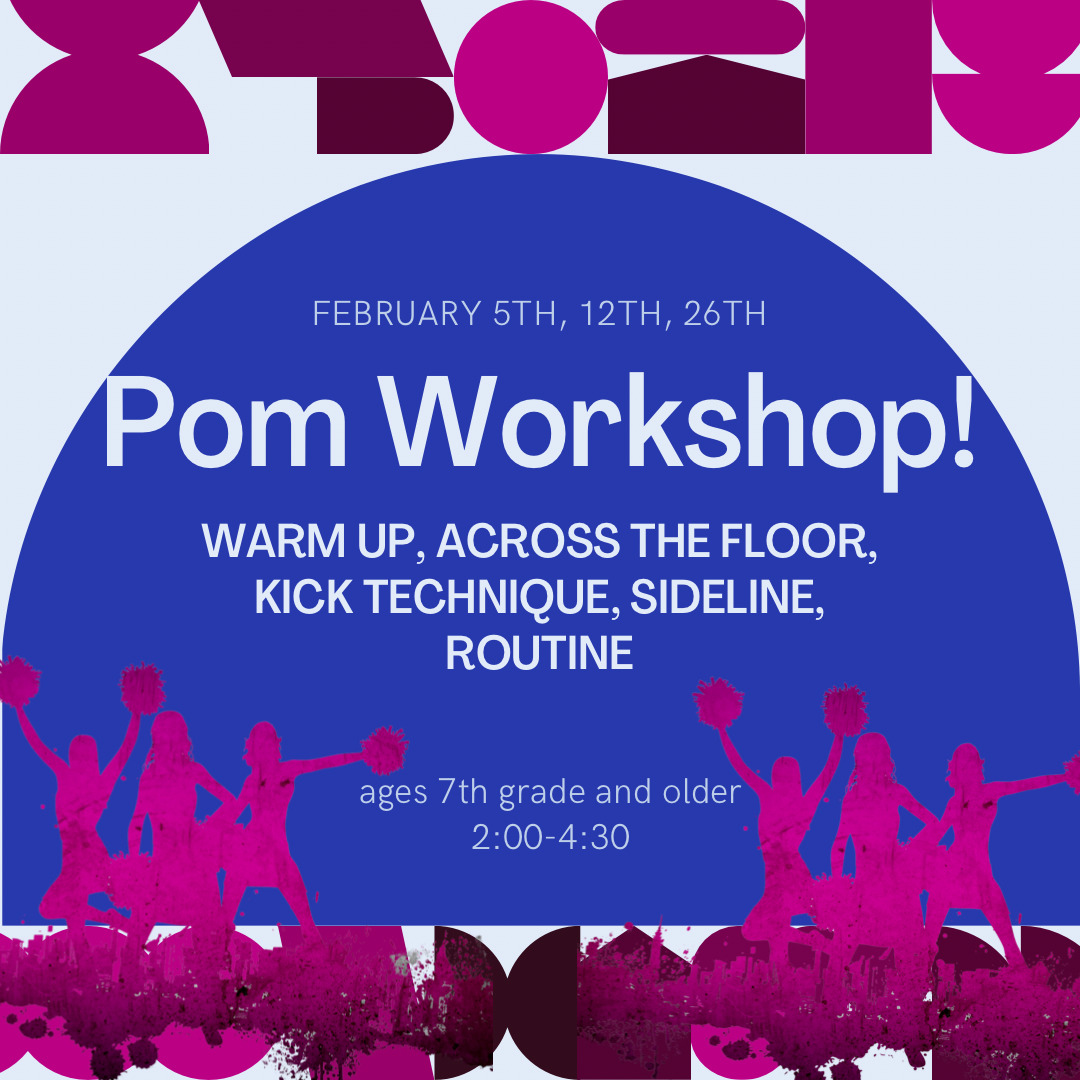 FEBRUARY 5TH, 12TH, 26TH
Pom Workshop!
WARM UP, ACROSS THE FLOOR,
KICK TECHNIQUE, SIDELINE,
ROUTINE
ages 7th grade and older
2:00-4:30